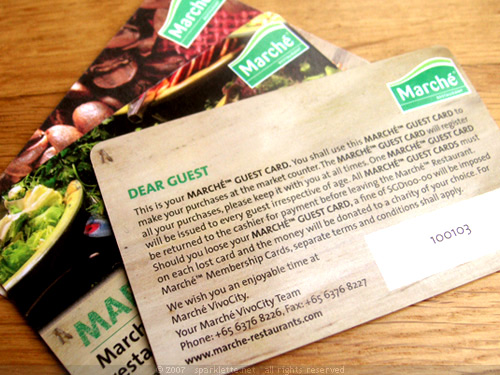 Marché
Marché
Marché™
DEAR GUEST
This is your MARCHÉ™ GUEST CARD. You shall use this MARCHÉ™ GUEST CARD to
make your purchases at the market counter. The MARCHÉ™ GUEST CARD will register
all your purchases, please keep it with you at all times. One MARCHÉ™ GUEST CARD
will be issued to every guest irrespective of age. All MARCHÉ™ GUEST CARDS must
be returned to the cashier for payment before leaving the Marché™ Restaurant.
Should you loose your MARCHÉ™ GUEST CARD, a fine of SGD100-00 will be imposed
on each lost card and the money will be donated to a charity of your choice. For
Marché™ Membership Cards, separate terms and conditions shall apply.
We wish you an enjoyable time at
Marché VivoCity.
Your Marché VivoCity Team
Phone: +65 6376 8226, Fax: +65 6376 8227
www.marche-restaurants.com
100103
MAR
March
esta
© 2007 sparklette.net. all rights reserved